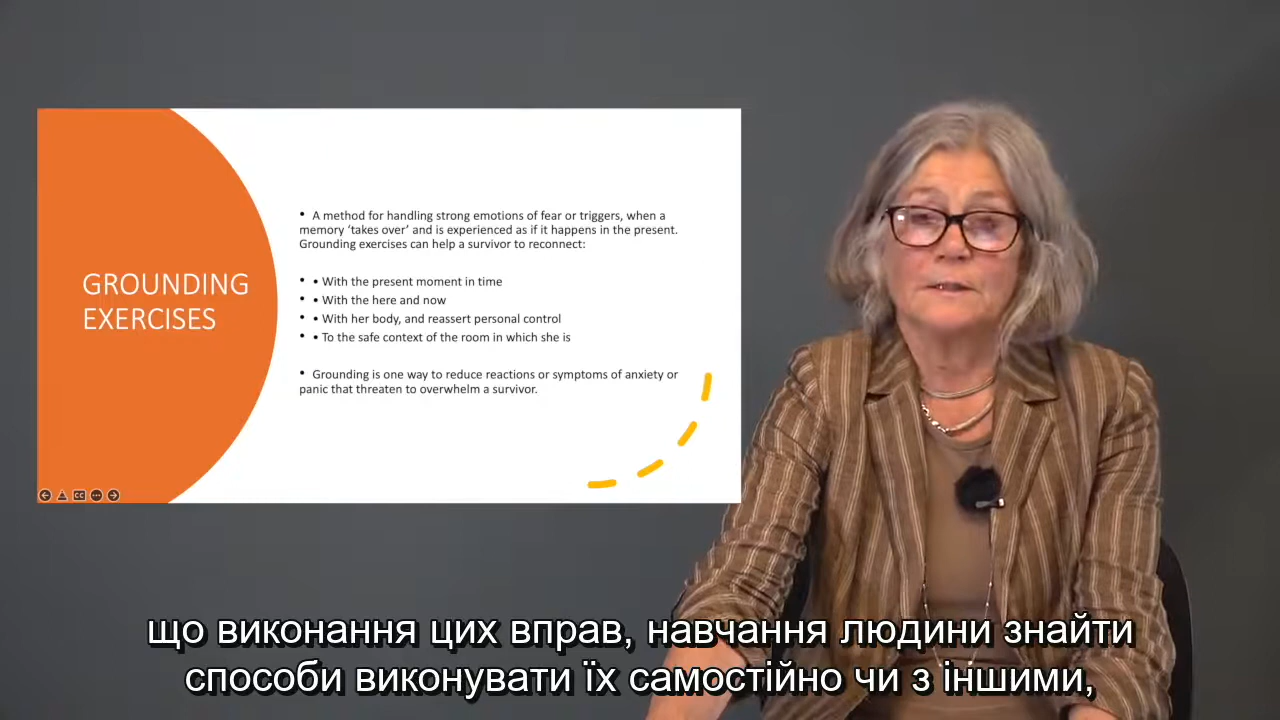 GROUNDING
EXERCISES
• A method for handling strong emotions of fear or triggers, when a
memory ‘takes over’ and is experienced as if it happens in the present.
Grounding exercises can help a survivor to reconnect:
• • With the present moment in time
• • With the here and now
• • With her body, and reassert personal control
• • To the safe context of the room in which she is
• Grounding is one way to reduce reactions or symptoms of anxiety or
panic that threaten to overwhelm a survivor.
CC
що виконання цих вправ, навчання людини знайти
способи виконувати їх самостійно чи з іншими,